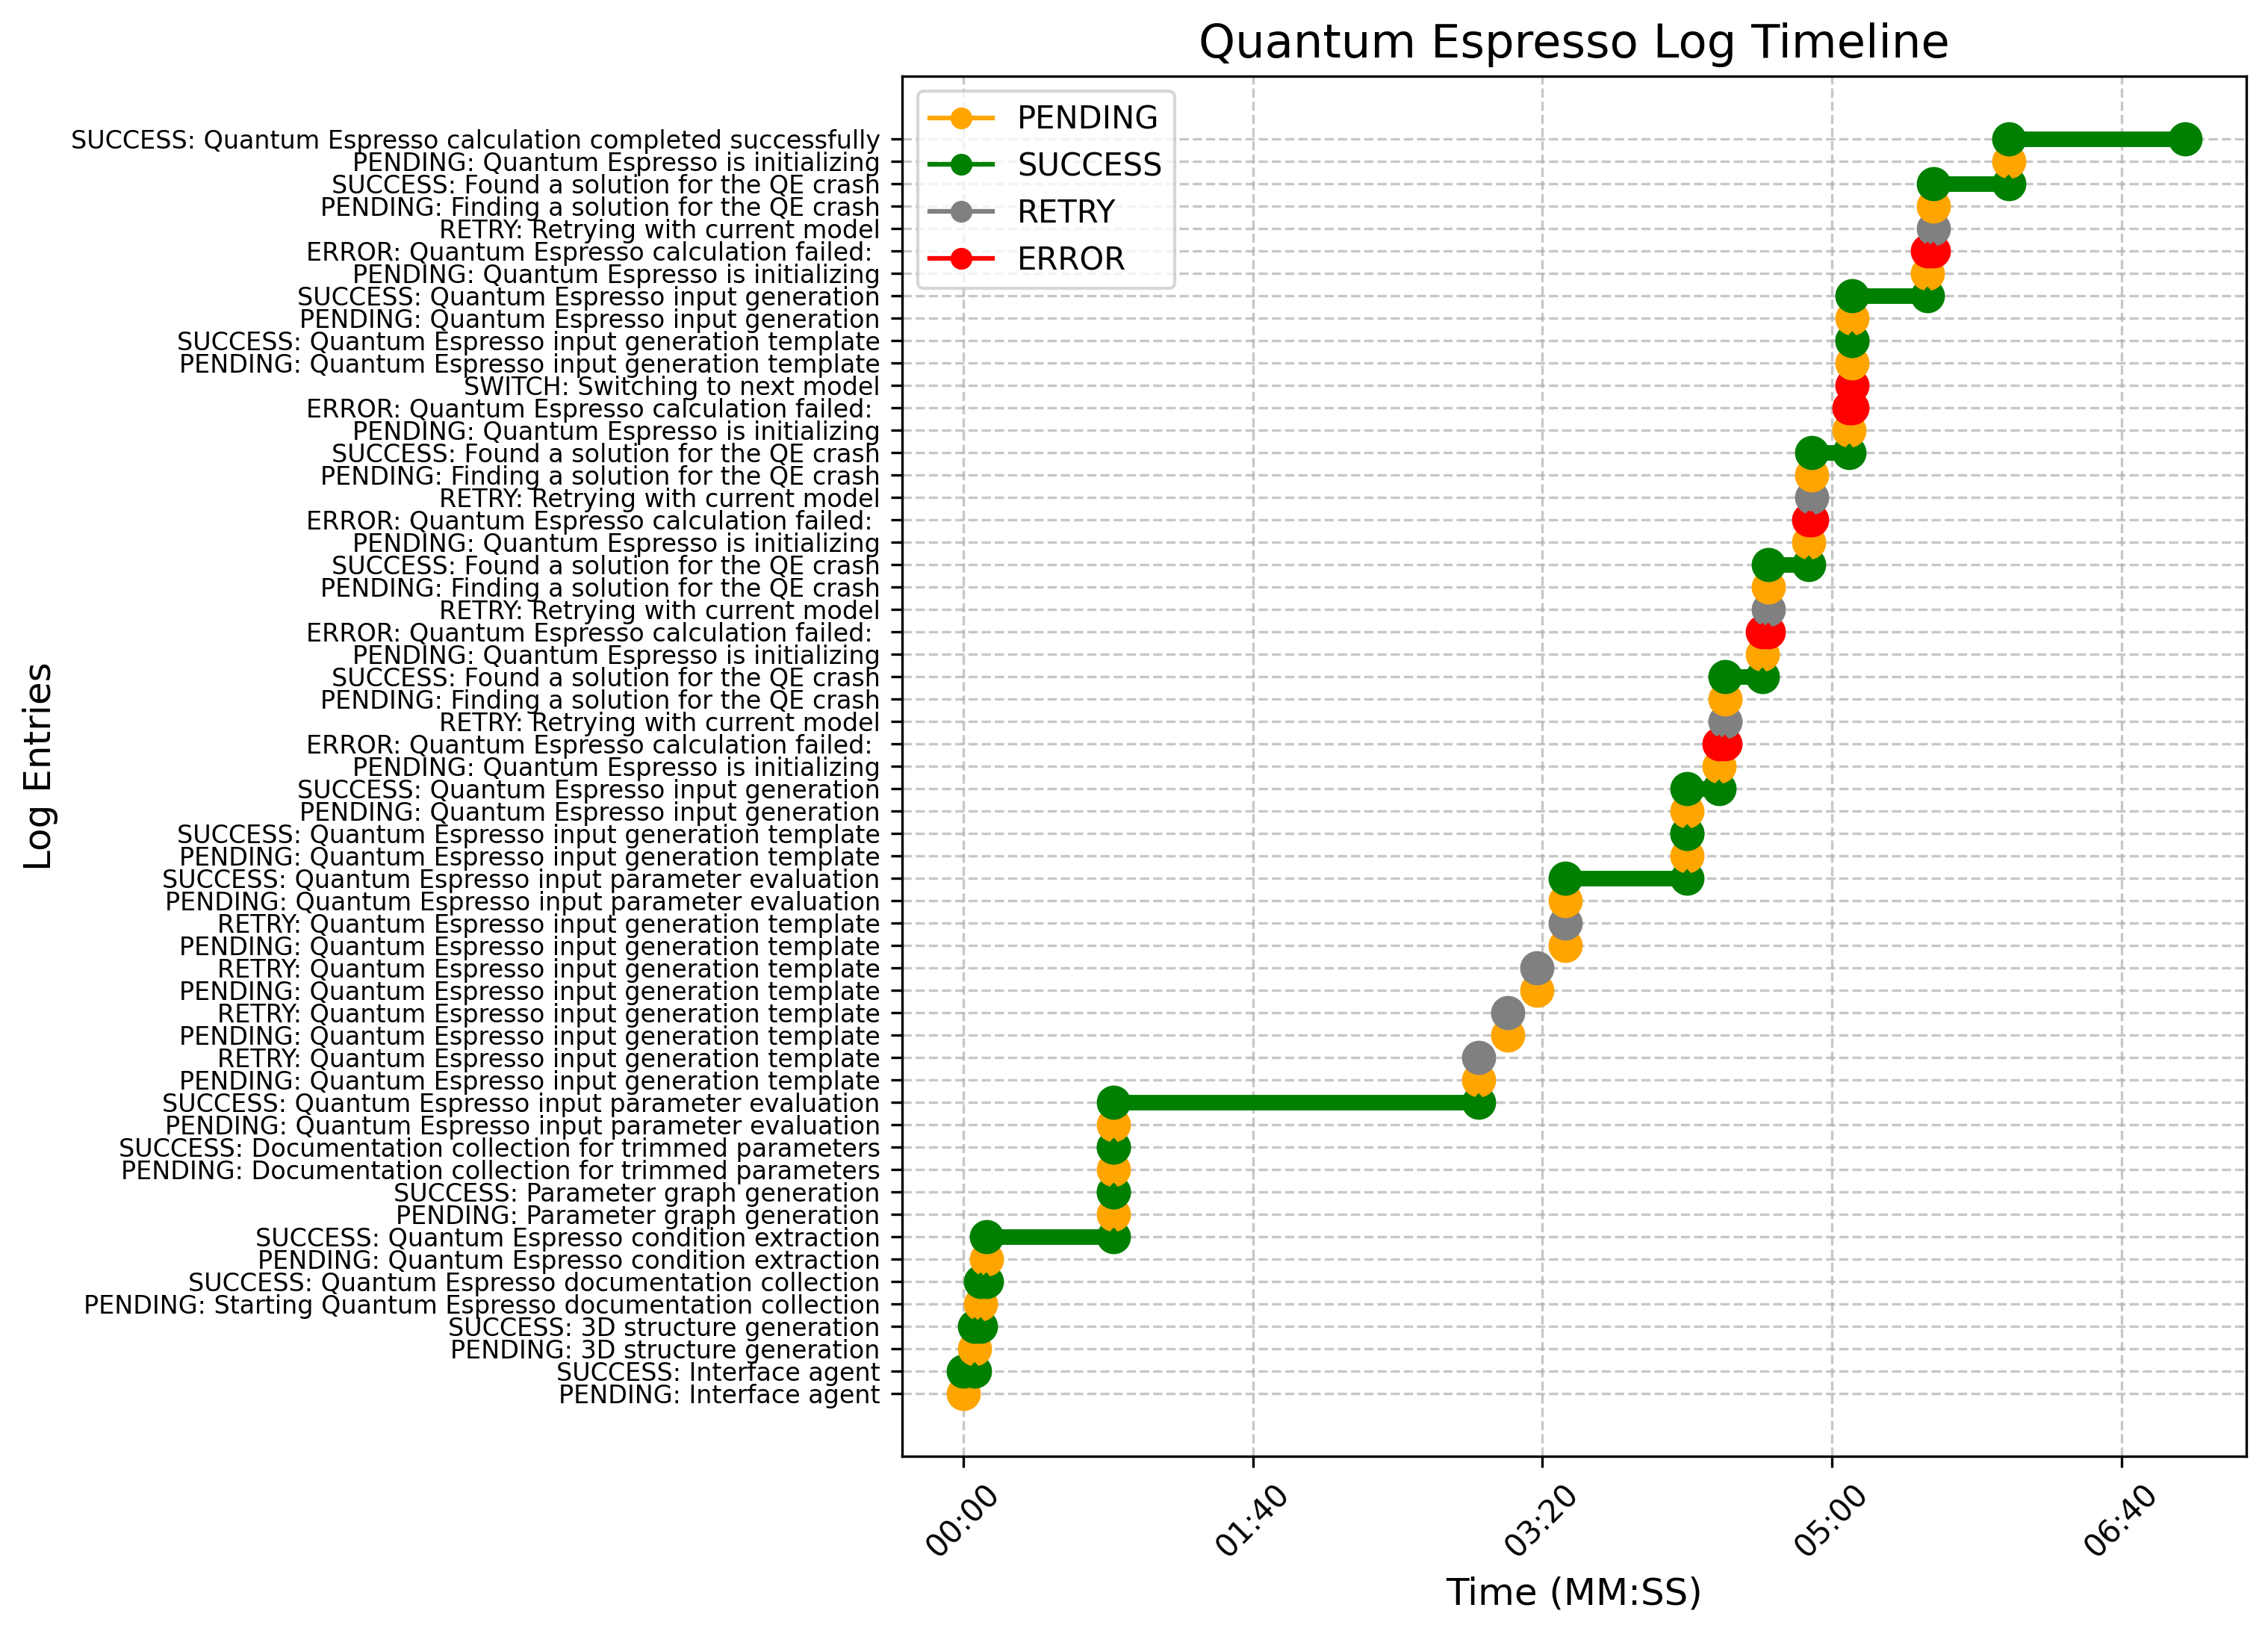 Quantum Espresso Log Timeline
PENDING
SUCCESS
RETRY
ERROR
SUCCESS: Quantum Espresso calculation completed successfully
PENDING: Quantum Espresso is initializing
SUCCESS: Found a solution for the QE crash
PENDING: Finding a solution for the QE crash
RETRY: Retrying with current model
ERROR: Quantum Espresso calculation failed:
PENDING: Quantum Espresso is initializing
SUCCESS: Quantum Espresso input generation
PENDING: Quantum Espresso input generation
SUCCESS: Quantum Espresso input generation template
PENDING: Quantum Espresso input generation template
SWITCH: Switching to next model
ERROR: Quantum Espresso calculation failed:
PENDING: Quantum Espresso is initializing
SUCCESS: Found a solution for the QE crash
PENDING: Finding a solution for the QE crash
RETRY: Retrying with current model
ERROR: Quantum Espresso calculation failed:
PENDING: Quantum Espresso is initializing
SUCCESS: Found a solution for the QE crash
PENDING: Finding a solution for the QE crash
RETRY: Retrying with current model
ERROR: Quantum Espresso calculation failed:
PENDING: Quantum Espresso is initializing
SUCCESS: Found a solution for the QE crash
PENDING: Finding a solution for the QE crash
RETRY: Retrying with current model
ERROR: Quantum Espresso calculation failed:
PENDING: Quantum Espresso is initializing
SUCCESS: Quantum Espresso input generation
PENDING: Quantum Espresso input generation
SUCCESS: Quantum Espresso input generation template
PENDING: Quantum Espresso input generation template
SUCCESS: Quantum Espresso input parameter evaluation
PENDING: Quantum Espresso input parameter evaluation
RETRY: Quantum Espresso input generation template
PENDING: Quantum Espresso input generation template
RETRY: Quantum Espresso input generation template
PENDING: Quantum Espresso input generation template
RETRY: Quantum Espresso input generation template
PENDING: Quantum Espresso input generation template
RETRY: Quantum Espresso input generation template
PENDING: Quantum Espresso input generation template
SUCCESS: Quantum Espresso input parameter evaluation
PENDING: Quantum Espresso input parameter evaluation
SUCCESS: Documentation collection for trimmed parameters
PENDING: Documentation collection for trimmed parameters
SUCCESS: Parameter graph generation
PENDING: Parameter graph generation
SUCCESS: Quantum Espresso condition extraction
PENDING: Quantum Espresso condition extraction
SUCCESS: Quantum Espresso documentation collection
PENDING: Starting Quantum Espresso documentation collection
SUCCESS: 3D structure generation
PENDING: 3D structure generation
SUCCESS: Interface agent
PENDING: Interface agent
Log Entries
00:00
01:40
03:20
05:00
06:40
Time (MM:SS)